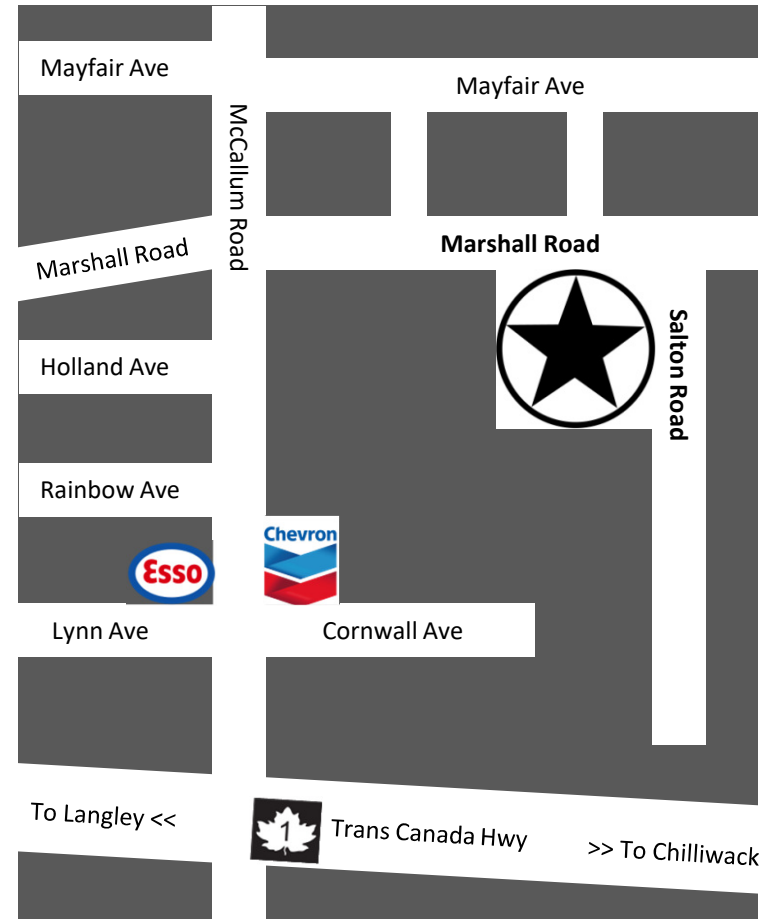 Mayfair Ave
Mayfair Ave
McCallum Road
Marshall Road
Marshall Road
Salton Road
Holland Ave
Rainbow Ave
Esso
Chevron
Lynn Ave
Cornwall Ave
To Langley <<
1
Trans Canada Hwy
>> To Chilliwack